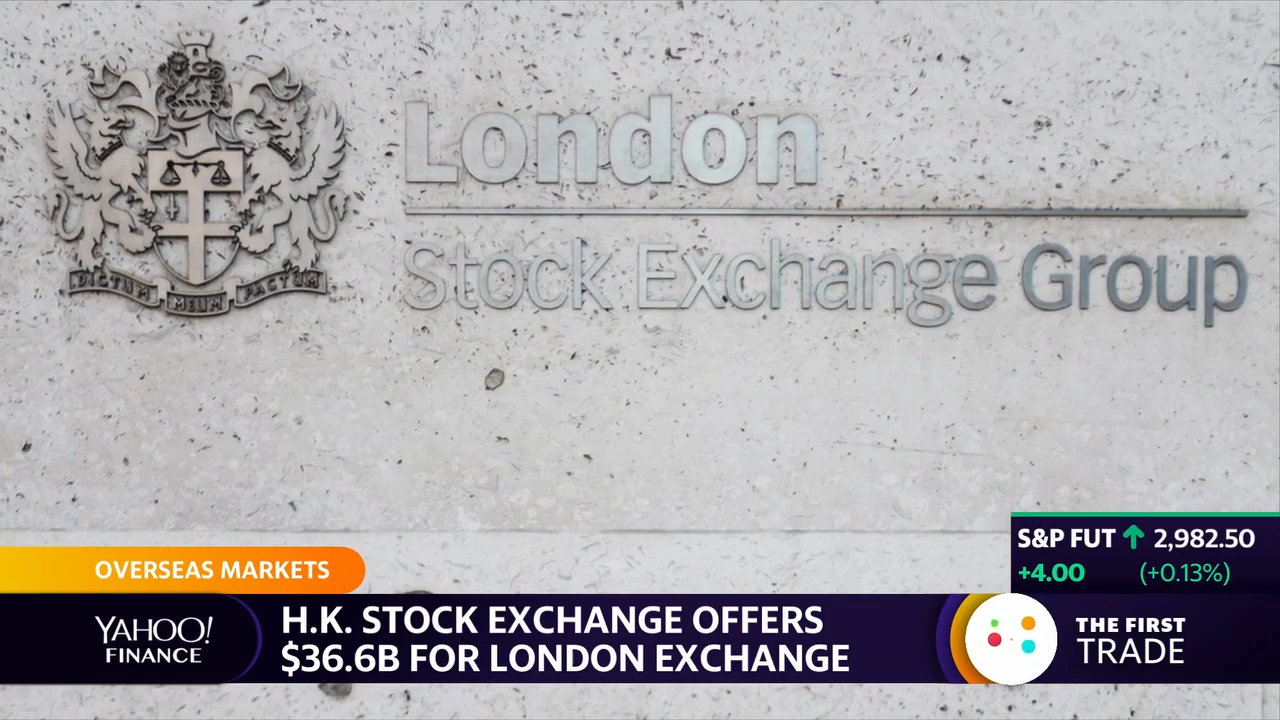 London
Stock Exchange Group
DICTUM MEUM PACTUM
S&P FUT 2,982.50
+4.00 (+0.13%)
OVERSEAS MARKETS
YAHOO!
FINANCE
H.K. STOCK EXCHANGE OFFERS
$36.6B FOR LONDON EXCHANGE
THE FIRST
TRADE